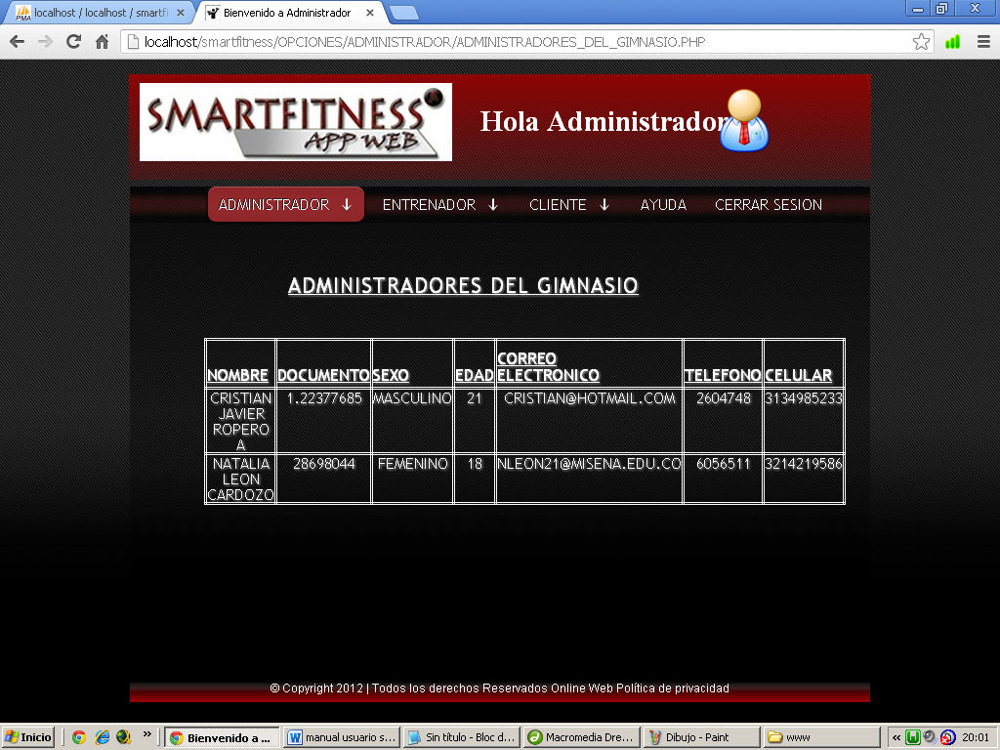 localhost / localhost / smartfi
Bienvenido a Administrador
localhost/smartfitness/OPCIONES/ADMINISTRADOR/ADMINISTRADORES_DEL_GIMNASIO.PHP
SMARTFITNESS
APP WEB
Hola Administrador
ADMINISTRADOR ↓ ENTRENADOR ↓ CLIENTE ↓ AYUDA CERRAR SESION
ADMINISTRADORES DEL GIMNASIO
NOMBRE DOCUMENTO SEXO EDAD CORREO ELECTRONICO TELEFONO CELULAR
CRISTIAN JAVIER ROPERO A 1.22377685 MASCULINO 21 CRISTIAN@HOTMAIL.COM 2604748 3134985233
NATALIA LEON CARDOZO 28698044 FEMENINO 18 NLEON21@MISENA.EDU.CO 6056511 3214219586
© Copyright 2012 | Todos los derechos Reservados Online Web Política de privacidad
Inicio » Bienvenido a ... manual usuario s... Sin título - Bloc d... Macromedia Dre... Dibujo - Paint www « 20:01